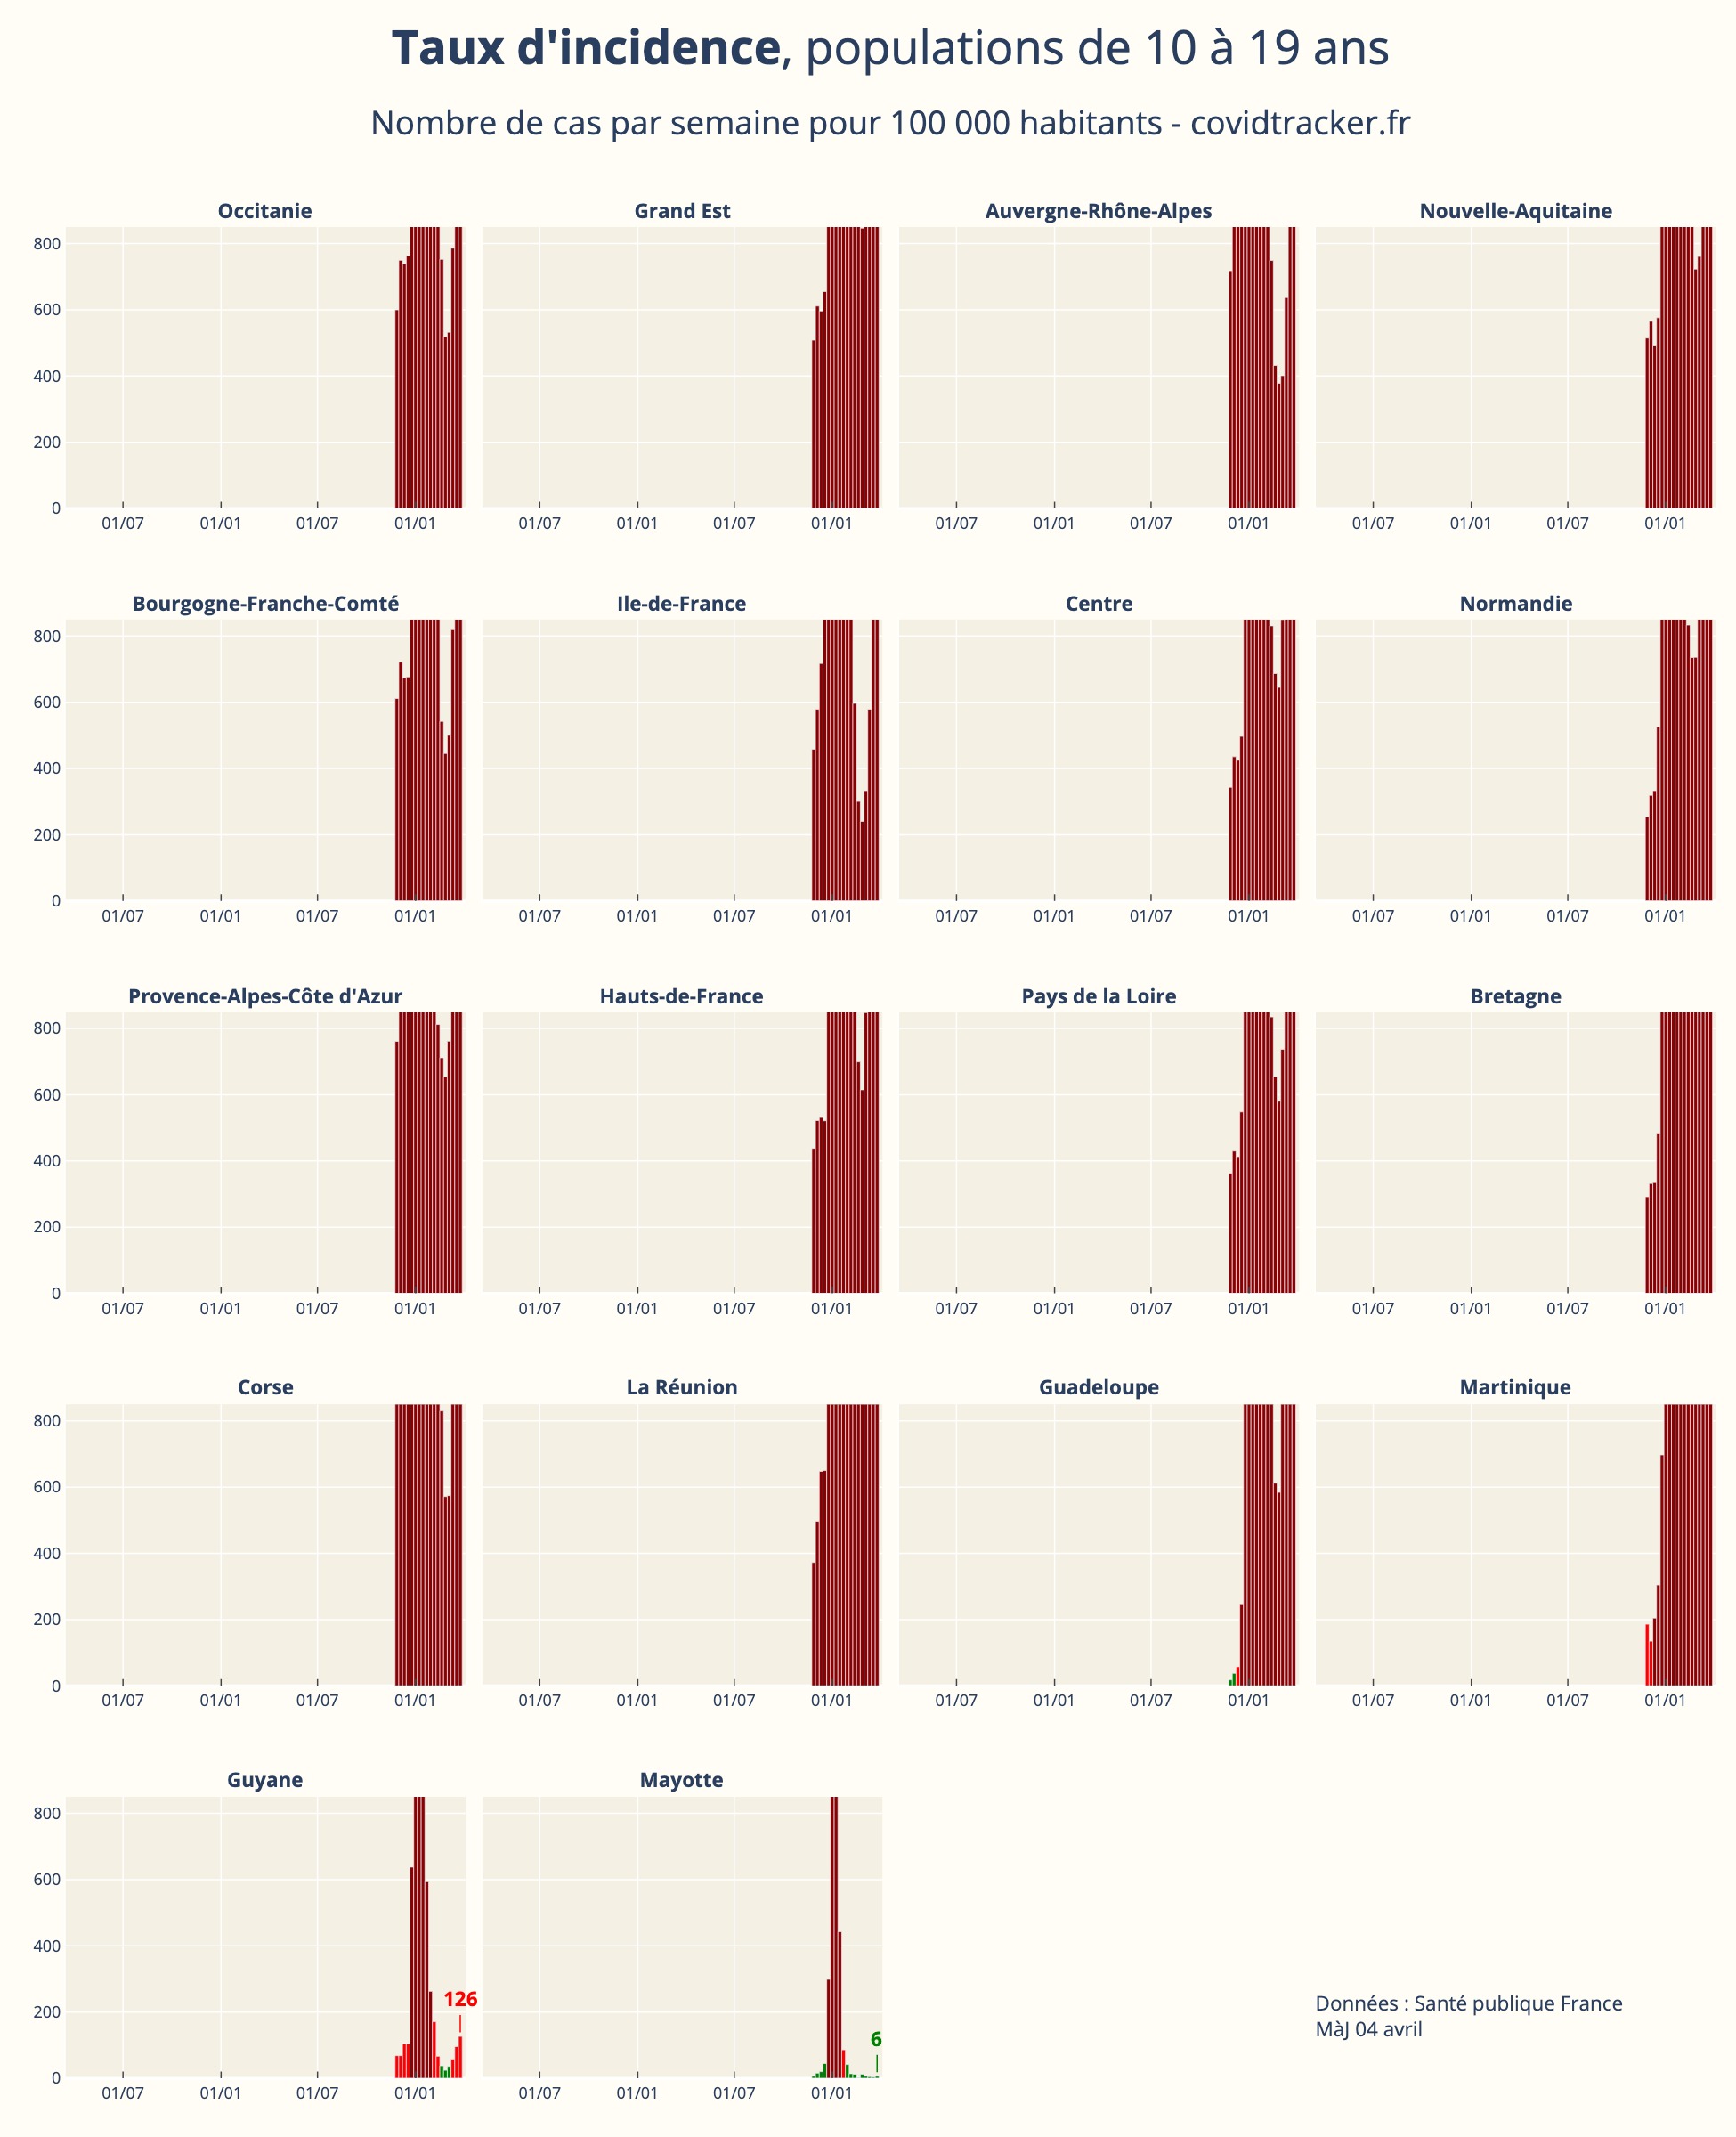 Taux d'incidence, populations de 10 à 19 ans
Nombre de cas par semaine pour 100 000 habitants - covidtracker.fr
Occitanie
Grand Est
Auvergne-Rhône-Alpes
Nouvelle-Aquitaine
800
600
400
200
0
01/07 01/01 01/07 01/01
01/07 01/01 01/07 01/01
01/07 01/01 01/07 01/01
01/07 01/01 01/07 01/01
Bourgogne-Franche-Comté
Ile-de-France
Centre
Normandie
800
600
400
200
0
01/07 01/01 01/07 01/01
01/07 01/01 01/07 01/01
01/07 01/01 01/07 01/01
01/07 01/01 01/07 01/01
Provence-Alpes-Côte d'Azur
Hauts-de-France
Pays de la Loire
Bretagne
800
600
400
200
0
01/07 01/01 01/07 01/01
01/07 01/01 01/07 01/01
01/07 01/01 01/07 01/01
01/07 01/01 01/07 01/01
Corse
La Réunion
Guadeloupe
Martinique
800
600
400
200
0
01/07 01/01 01/07 01/01
01/07 01/01 01/07 01/01
01/07 01/01 01/07 01/01
01/07 01/01 01/07 01/01
Guyane
Mayotte
800
600
400
200
0
126
6
01/07 01/01 01/07 01/01
01/07 01/01 01/07 01/01
Données : Santé publique France
MàJ 04 avril